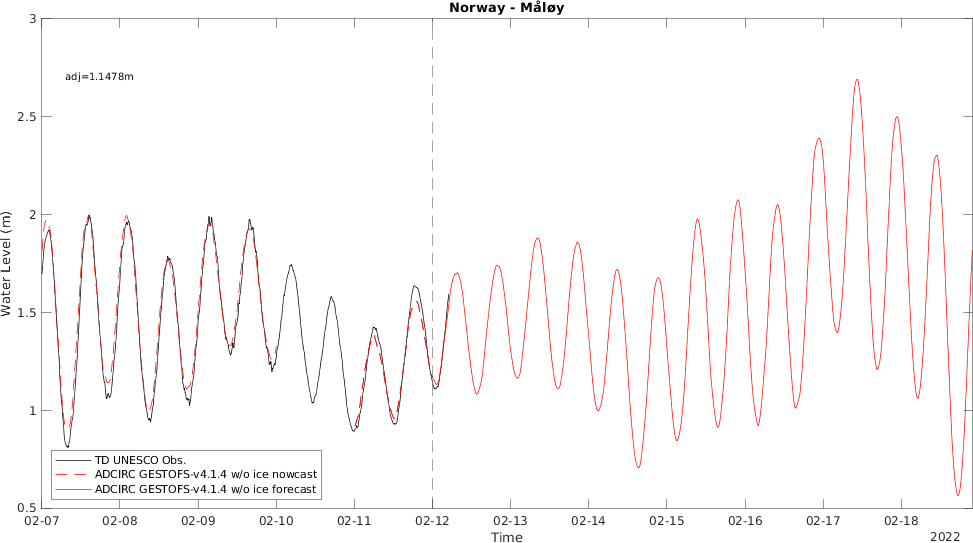 Norway - Måløy
3
adj=1.1478m
2.5
2
Water Level (m)
1.5
1
TD UNESCO Obs.
ADCIRC GESTOFS-v4.1.4 w/o ice nowcast
ADCIRC GESTOFS-v4.1.4 w/o ice forecast
0.5
02-07 02-08 02-09 02-10 02-11 02-12 02-13 02-14 02-15 02-16 02-17 02-18
Time
2022